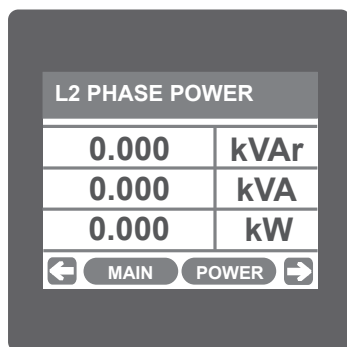 L2 PHASE POWER
0.000 kVAr
0.000 kVA
0.000 kW
MAIN POWER